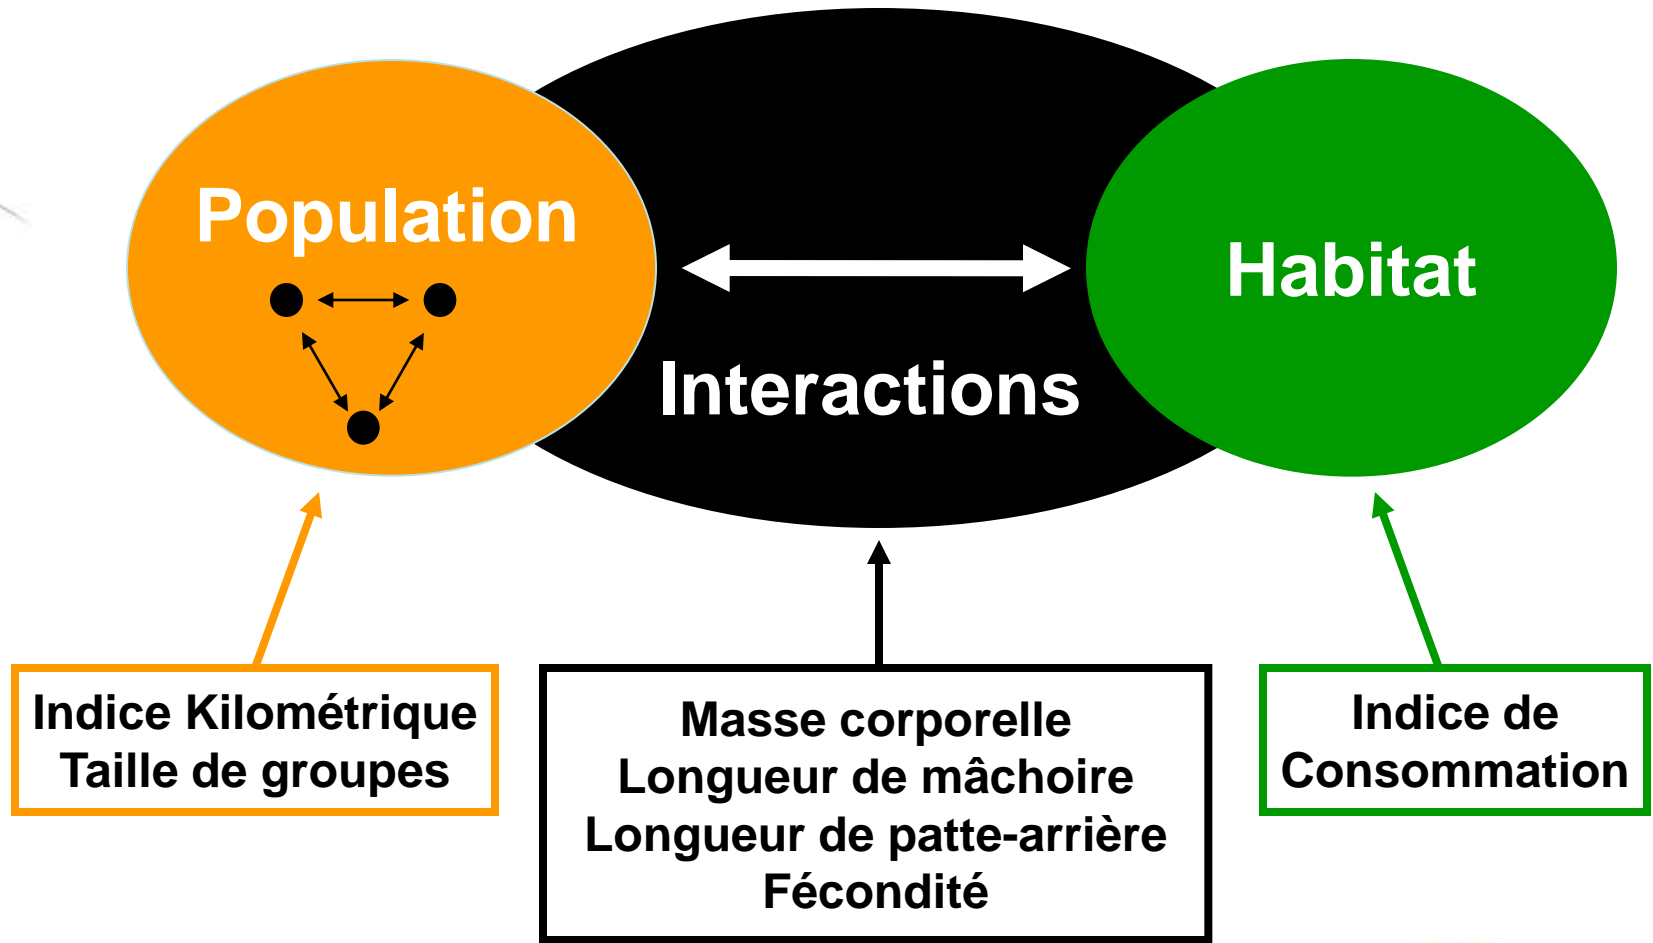 Population
Habitat
Interactions
Indice Kilométrique
Taille de groupes
Masse corporelle
Longueur de mâchoire
Longueur de patte-arrière
Fécondité
Indice de
Consommation